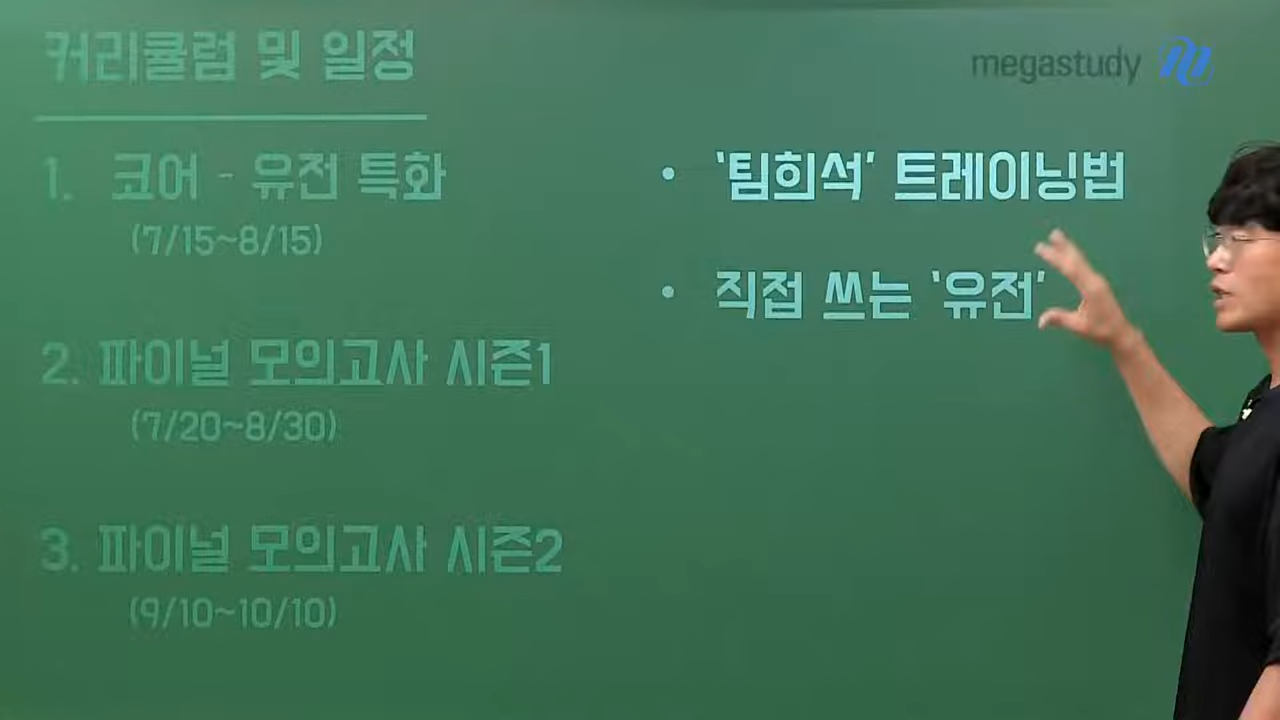 커리큘럼 및 일정
megastudy
1. 코어 - 유전 특화
(7/15~8/15)
2. 파이널 모의고사 시즌1
(7/20~8/30)
3. 파이널 모의고사 시즌2
(9/10~10/10)
• '팀희석' 트레이닝법
• 직접 쓰는 '유전'